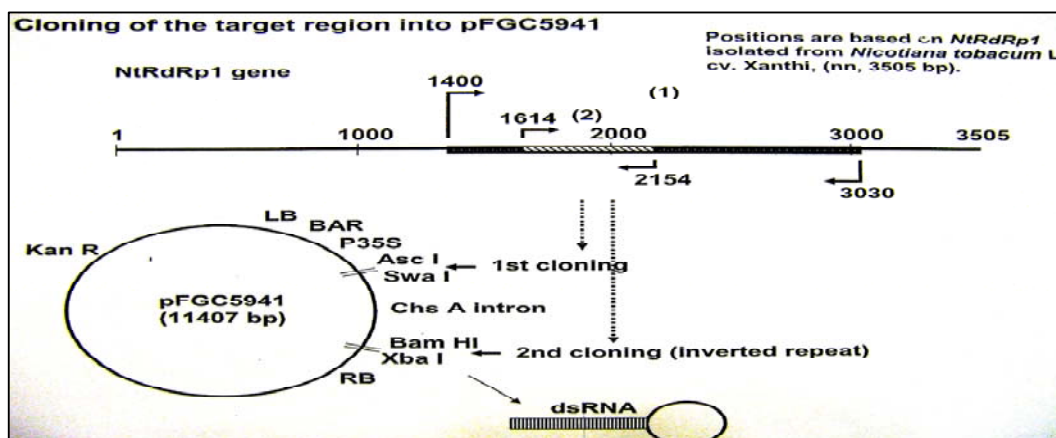 Cloning of the target region into pFGC5941
Positions are based on NtRdRp1
isolated from Nicotiana tobacum L
cv. Xanthi, (nn, 3505 bp).
NtRdRp1 gene
1400
(1)
1614
(2)
1
1000
2000
3000
3505
2154
3030
LB
BAR
P35S
Kan R
Asc I
Swa I
1st cloning
pFGC5941
(11407 bp)
Chs A intron
Bam HI
Xba I
2nd cloning (inverted repeat)
RB
dsRNA